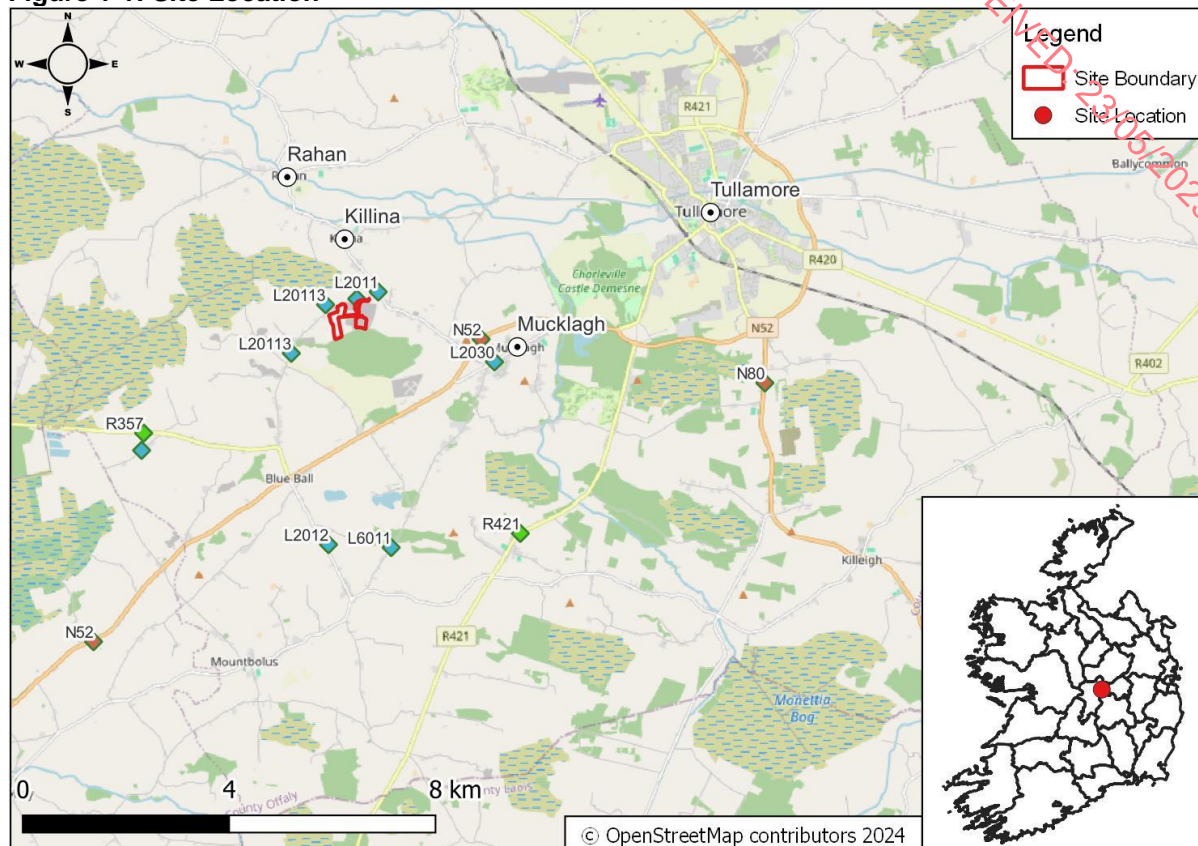 Figure 1-1: Site Location
N
W
E
S
Legend
Site Boundary
Site Location
R421
Ballycommon
Rahan
Killina
Tullamore
Tullamore
Charleville
Castle Demesne
R420
L20113
L2011
N52
R402
N52
L2030
Mucklagh
L20113
N80
R357
Blue Ball
R421
L2012
L6011
Killeigh
N52
R421
Mountbolus
Monettia
Bog
0
4
8 km
County Offaly
© OpenStreetMap contributors 2024